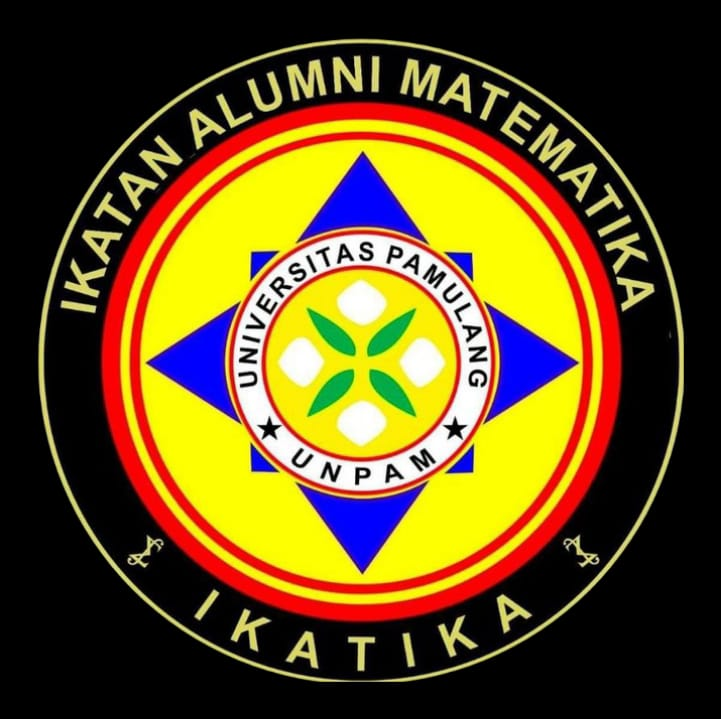 IKATAN ALUMNI MATEMATIKA
UNIVERSITAS PAMULANG
UNPAM
IKATIKA